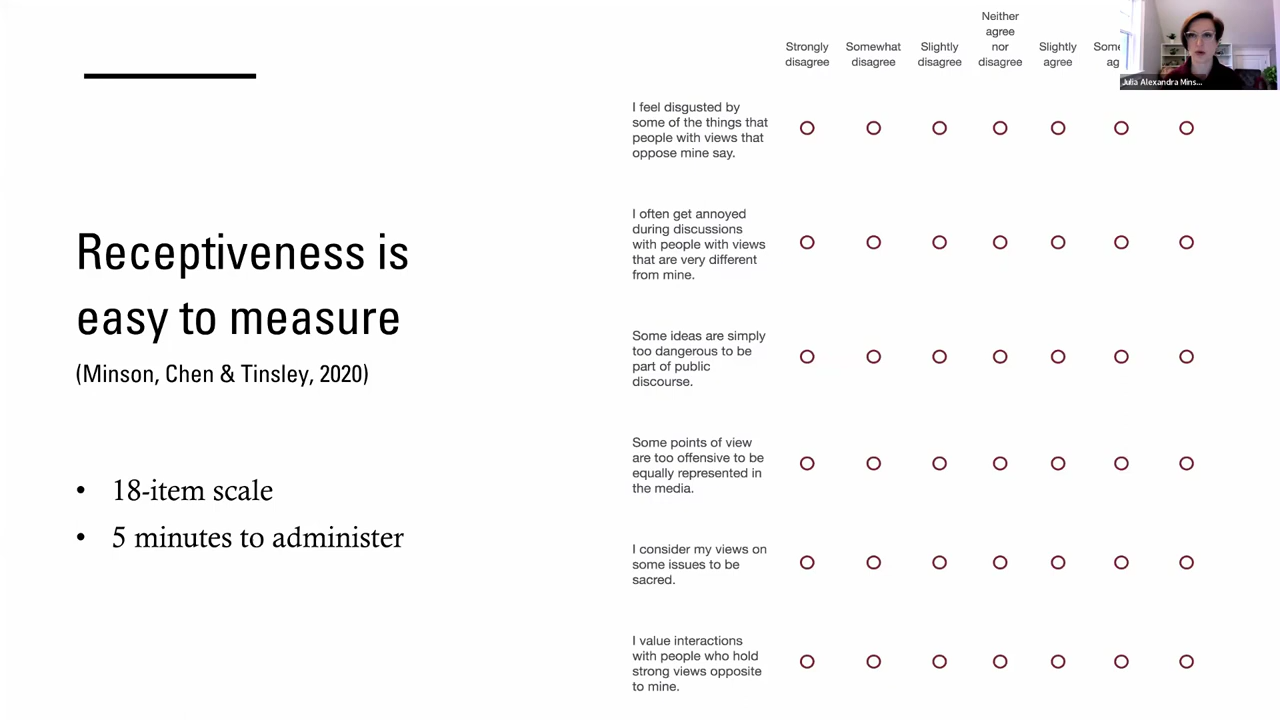 Receptiveness is
easy to measure
(Minson, Chen & Tinsley, 2020)
• 18-item scale
• 5 minutes to administer
Strongly disagree
Somewhat disagree
Slightly disagree
Neither agree nor disagree
Slightly agree
I feel disgusted by
some of the things that
people with views that
oppose mine say.
I often get annoyed
during discussions
with people with views
that are very different
from mine.
Some ideas are simply
too dangerous to be
part of public
discourse.
Some points of view
are too offensive to be
equally represented in
the media.
I consider my views on
some issues to be
sacred.
I value interactions
with people who hold
strong views opposite
to mine.
Julia Alexandra Mins...